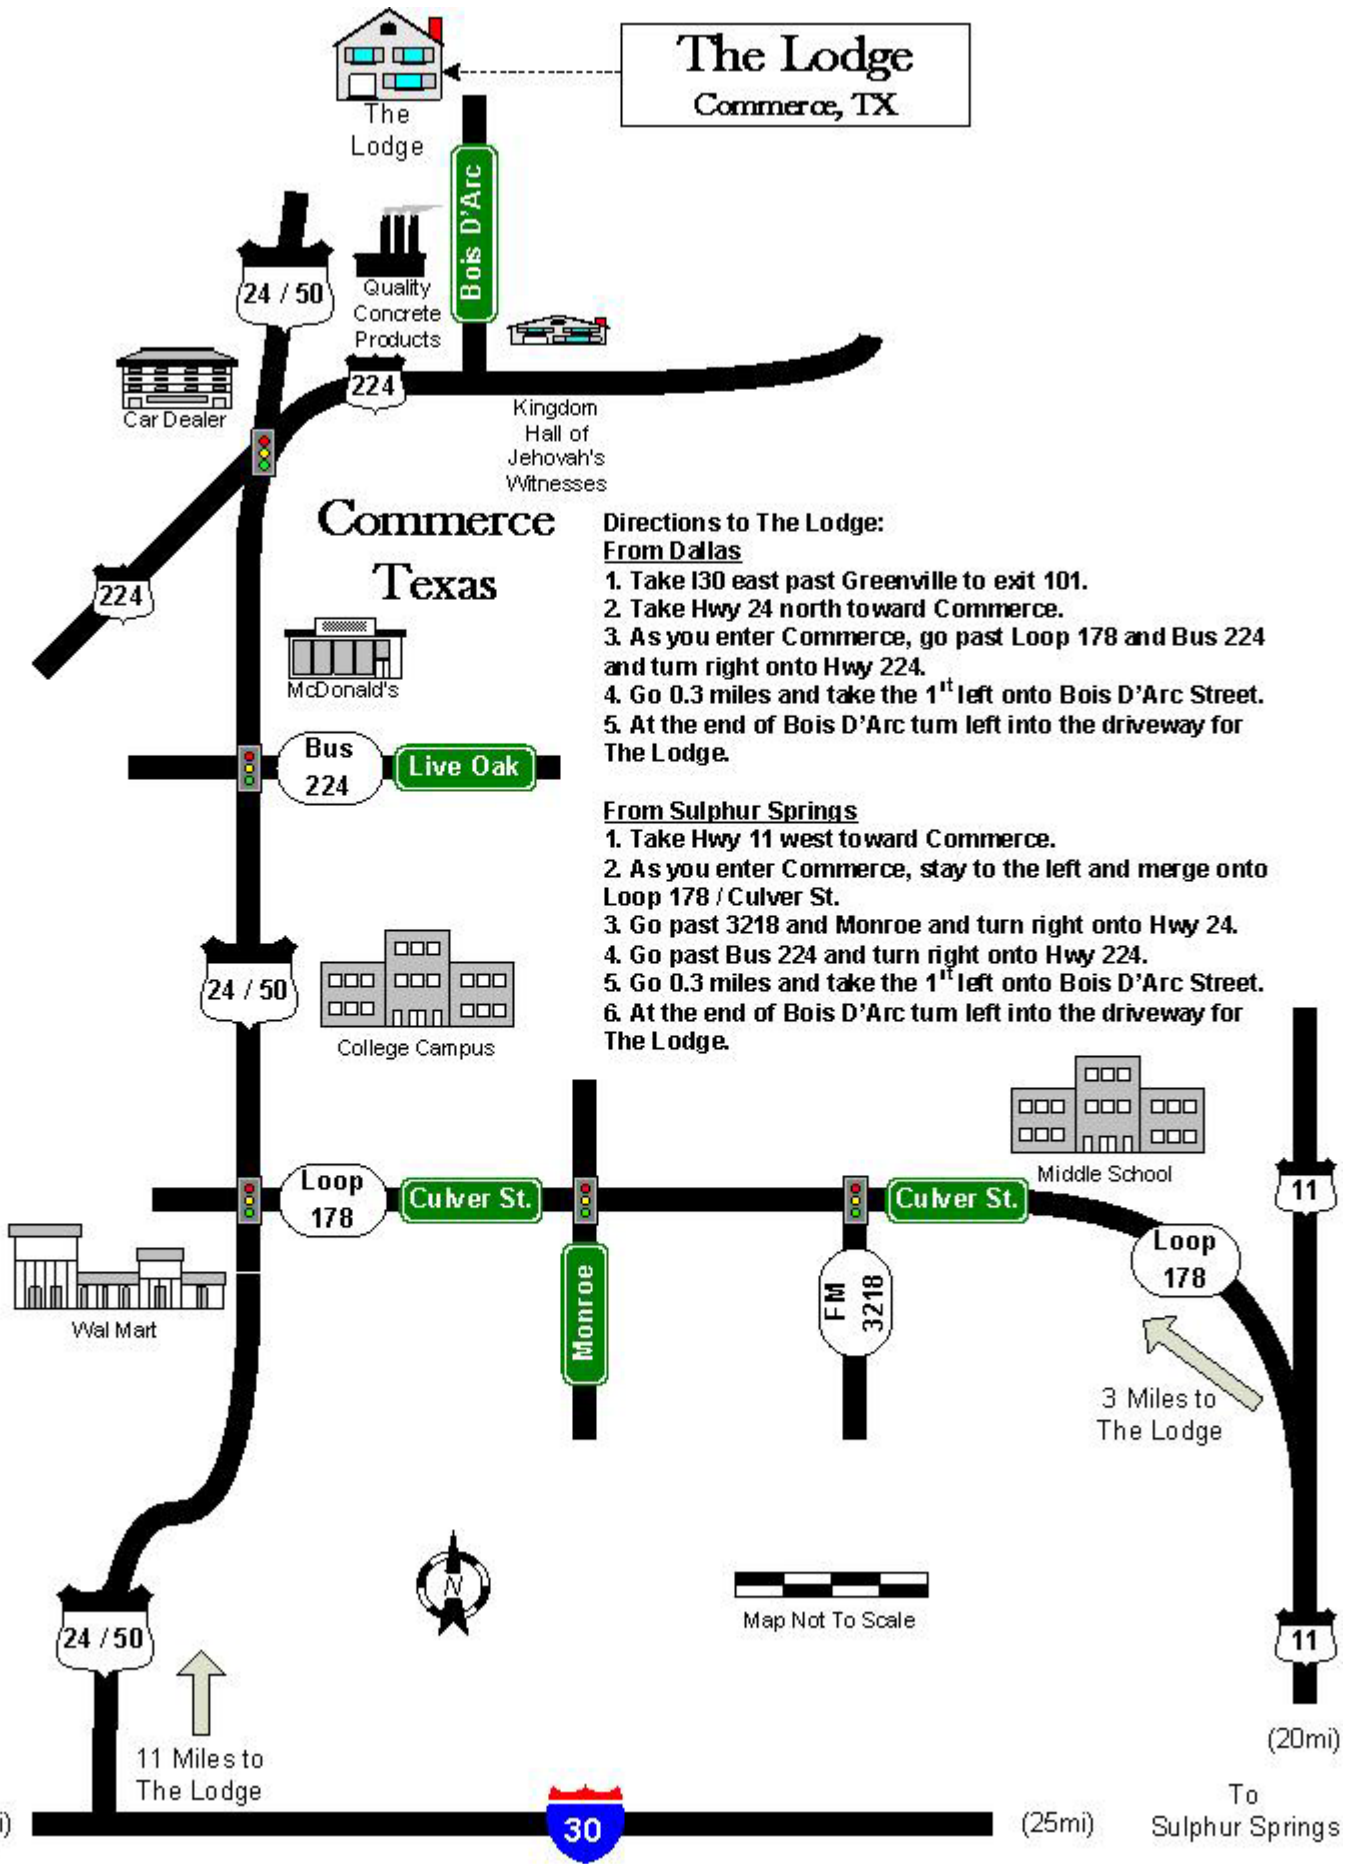 The Lodge
Commerce, TX
The
Lodge
Bois D'Arc
24 / 50
Quality
Concrete
Products
224
Car Dealer
Kingdom
Hall of
Jehovah's
Witnesses
Commerce
Texas
224
McDonald's
Bus
224
Live Oak
Directions to The Lodge:
From Dallas
1. Take I30 east past Greenville to exit 101.
2. Take Hwy 24 north toward Commerce.
3. As you enter Commerce, go past Loop 178 and Bus 224
and turn right onto Hwy 224.
4. Go 0.3 miles and take the 1st left onto Bois D'Arc Street.
5. At the end of Bois D'Arc turn left into the driveway for
The Lodge.
From Sulphur Springs
1. Take Hwy 11 west toward Commerce.
2. As you enter Commerce, stay to the left and merge onto
Loop 178 / Culver St.
3. Go past 3218 and Monroe and turn right onto Hwy 24.
4. Go past Bus 224 and turn right onto Hwy 224.
5. Go 0.3 miles and take the 1st left onto Bois D'Arc Street.
6. At the end of Bois D'Arc turn left into the driveway for
The Lodge.
24 / 50
College Campus
Middle School
11
Loop
178
Culver St.
Culver St.
Loop
178
Monroe
FM
3218
Wal Mart
3 Miles to
The Lodge
N
Map Not To Scale
24 / 50
11
11 Miles to
The Lodge
(20mi)
i)
30
(25mi)
To
Sulphur Springs